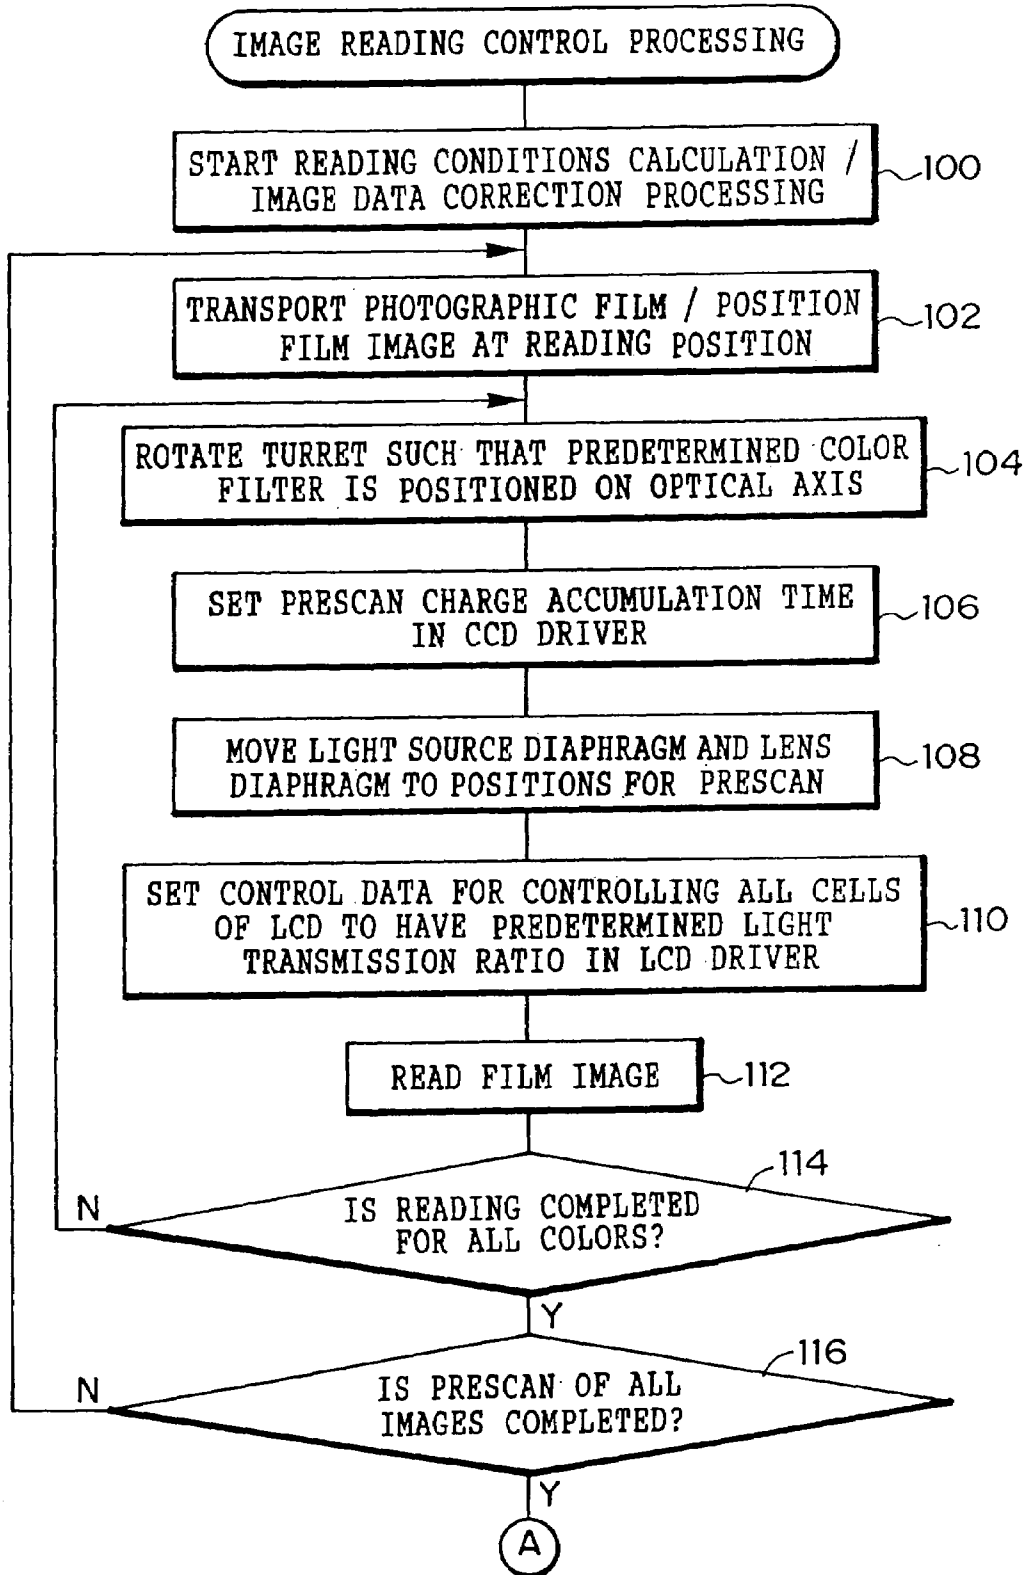 IMAGE READING CONTROL PROCESSING
START READING CONDITIONS CALCULATION /
IMAGE DATA CORRECTION PROCESSING
100
TRANSPORT PHOTOGRAPHIC FILM / POSITION
FILM IMAGE AT READING POSITION
102
ROTATE TURRET SUCH THAT PREDETERMINED COLOR
FILTER IS POSITIONED ON OPTICAL AXIS
104
SET PRESCAN CHARGE ACCUMULATION TIME
IN CCD DRIVER
106
MOVE LIGHT SOURCE DIAPHRAGM AND LENS
DIAPHRAGM TO POSITIONS FOR PRESCAN
108
SET CONTROL DATA FOR CONTROLLING ALL CELLS
OF LCD TO HAVE PREDETERMINED LIGHT
TRANSMISSION RATIO IN LCD DRIVER
110
READ FILM IMAGE
112
114
IS READING COMPLETED
FOR ALL COLORS?
N
Y
116
IS PRESCAN OF ALL
IMAGES COMPLETED?
N
Y
A